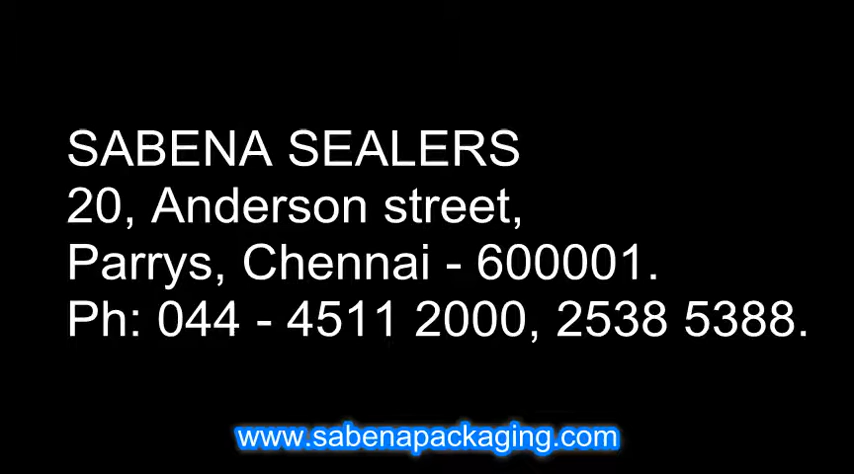 SABENA SEALERS
20, Anderson street,
Parrys, Chennai - 600001.
Ph: 044 - 4511 2000, 2538 5388.
www.sabenapackaging.com